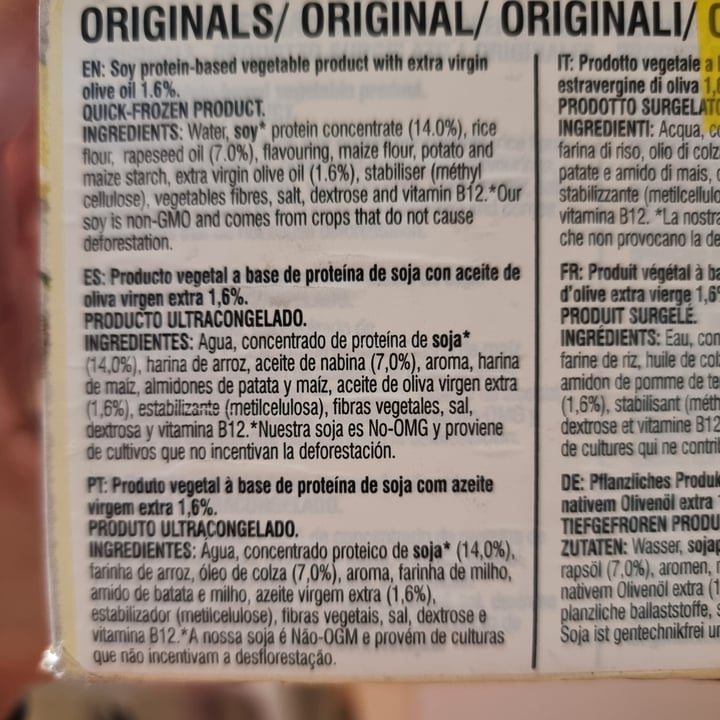 ORIGINALS/ ORIGINAL/ ORIGINALI/
EN: Soy protein-based vegetable product with extra virgin
olive oil 1.6%.
QUICK-FROZEN PRODUCT.
INGREDIENTS: Water, soy* protein concentrate (14.0%), rice
flour, rapeseed oil (7.0%), flavouring, maize flour, potato and
maize starch, extra virgin olive oil (1.6%), stabiliser (méthyl
cellulose), vegetables fibres, salt, dextrose and vitamin B12.*Our
soy is non-GMO and comes from crops that do not cause
deforestation.
ES: Producto vegetal a base de proteína de soja con aceite de
oliva virgen extra 1,6%.
PRODUCTO ULTRACONGELADO.
INGREDIENTES: Agua, concentrado de proteína de soja*
(14,0%), harina de arroz, aceite de nabina (7,0%), aroma, harina
de maíz, almidones de patata y maíz, aceite de oliva virgen extra
(1,6%), estabilizante (metilcelulosa), fibras vegetales, sal,
dextrosa y vitamina B12.*Nuestra soja es No-OMG y proviene
de cultivos que no incentivan la deforestación.
PT: Produto vegetal à base de proteína de soja com azeite
virgem extra 1,6%.
PRODUTO ULTRACONGELADO.
INGREDIENTES: Água, concentrado proteico de soja* (14,0%),
farinha de arroz, óleo de colza (7,0%), aroma, farinha de milho,
amido de batata e milho, azeite virgem extra (1,6%),
estabilizador (metilcelulose), fibras vegetais, sal, dextrose e
vitamina B12.*A nossa soja é Não-OGM e provém de culturas
que não incentivam a desflorestação.
IT: Prodotto vegetale a
estravergine di oliva
PRODOTTO SURGELATO
INGREDIENTI: Acqua,
farina di riso, olio di
patate e amido di mais,
stabilizzante
vitamina B12. *La nostra
che non provocano la
FR: Produit végétal à
d'olive extra vierge
PRODUIT SURGELÉ.
INGRÉDIENTS: Eau,
farine de riz, huile de
amidon de pomme de
(1,6%), stabilisant
dextrose et vitamine B12
de cultures qui ne
DE: Pflanzliches
nativem Olivenöl extra
TIEFGEFROREN
ZUTATEN: Wasser,
rapsöl (7,0%), aromen,
nativem Olivenöl extra
planzliche ballaststoffe,
Soja ist gentechnikfrei